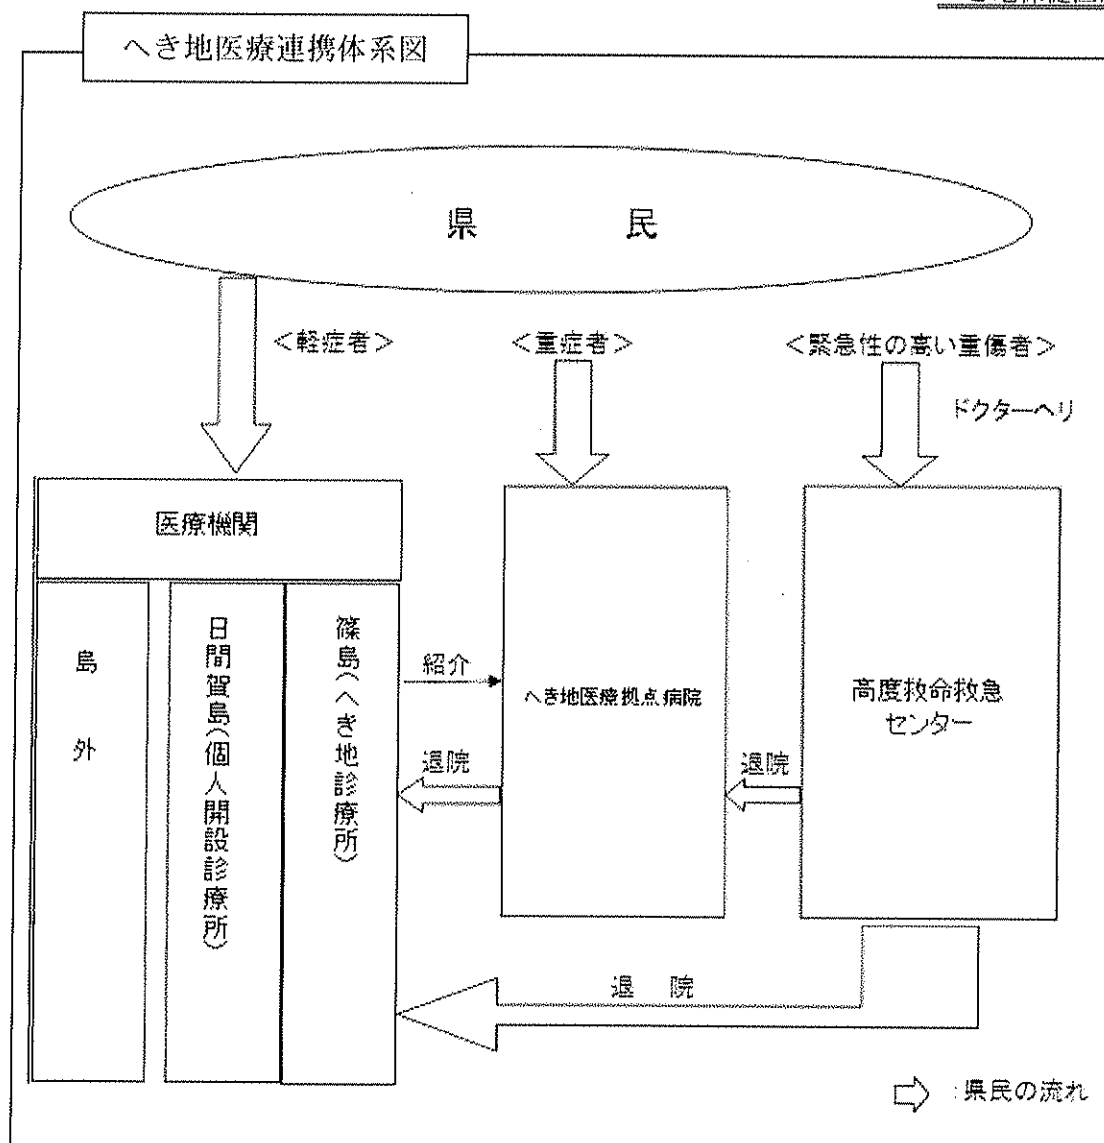 へき地医療連携体系図
県　　民
＜軽症者＞
＜重症者＞
＜緊急性の高い重傷者＞
ドクターヘリ
医療機関
島　外
日間賀島（個人開設診療所）
篠島（へき地診療所）
紹介
退院
へき地医療拠点病院
退院
高度救命救急
センター
退　院
：県民の流れ